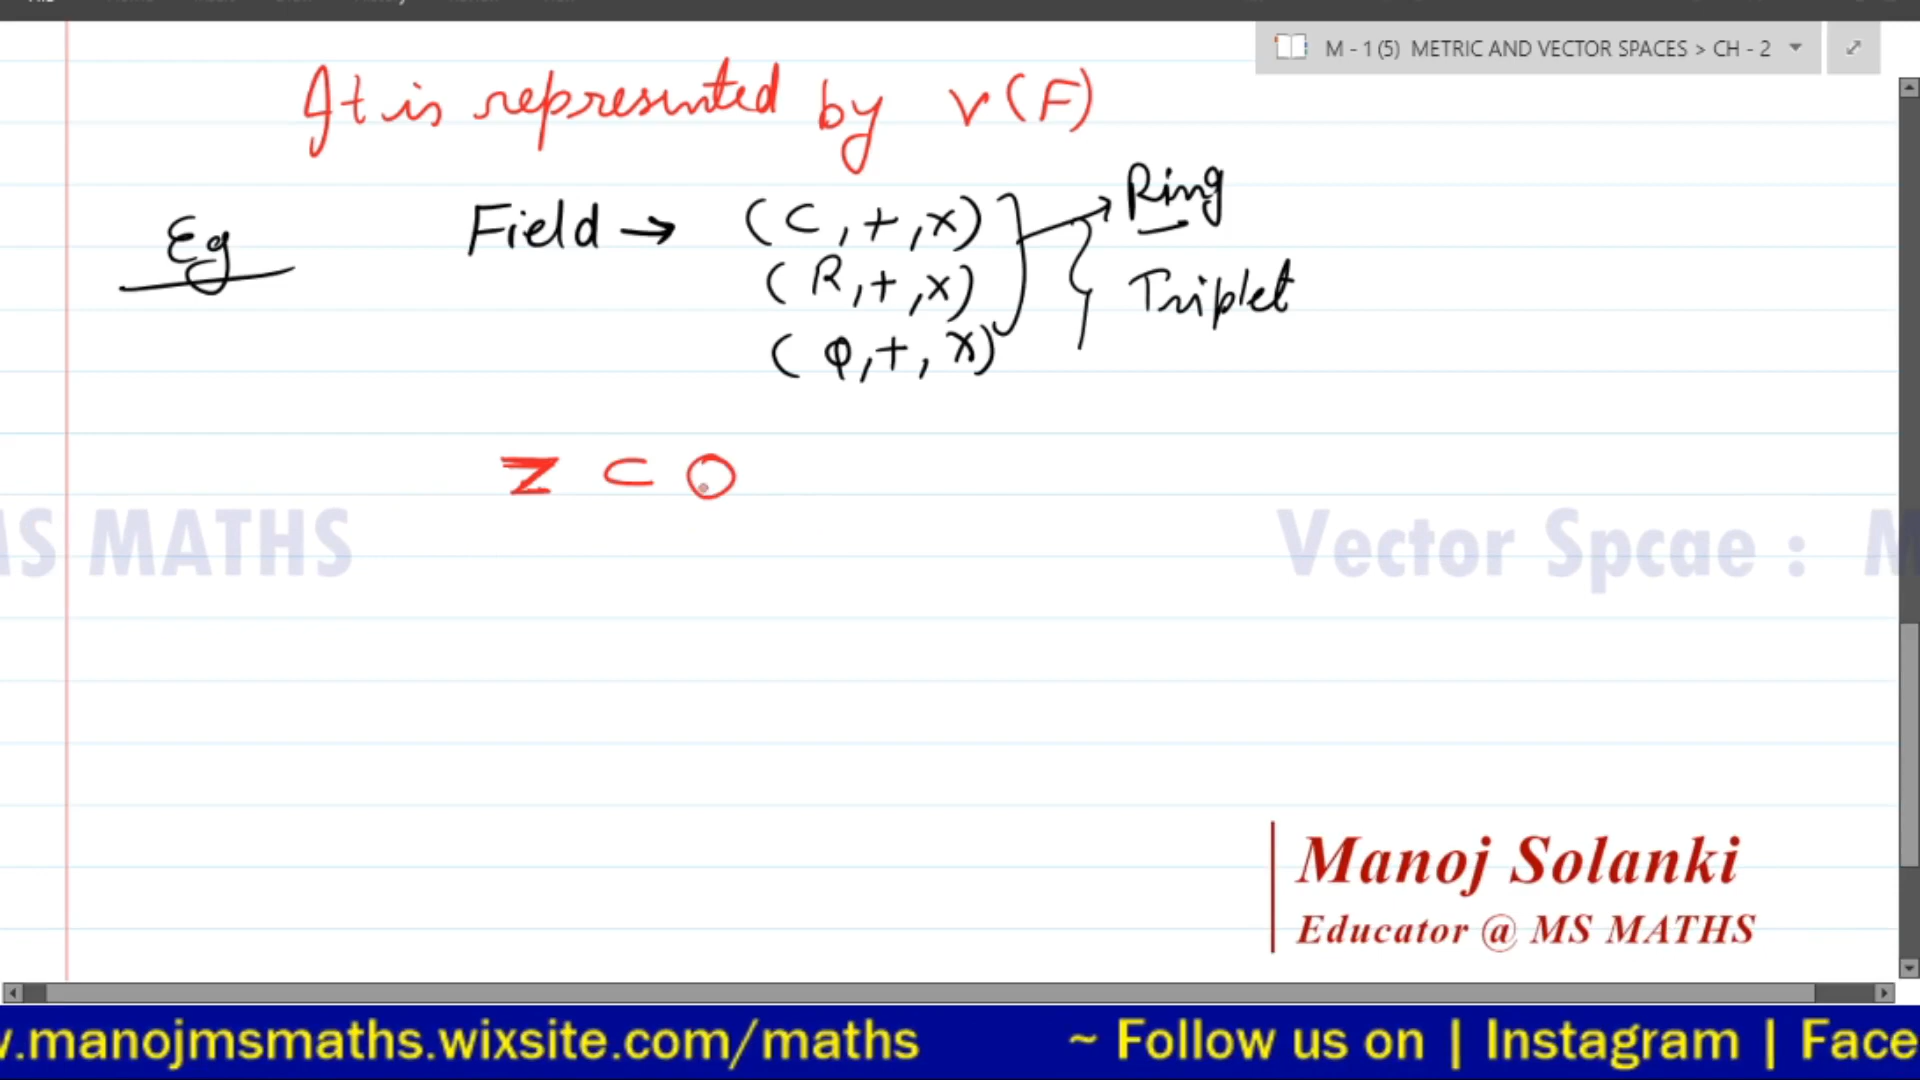 M - 1 (5) METRIC AND VECTOR SPACES > CH - 2
It is represented by v(F)
Eg Field → (C, +, x) Ring
(R, +, x) Triplet
(Q, +, x)
Z ⊂ O
MS MATHS Vector Spcae : M
Manoj Solanki
Educator @ MS MATHS
.manojmsmaths.wixsite.com/maths ~ Follow us on | Instagram | Face